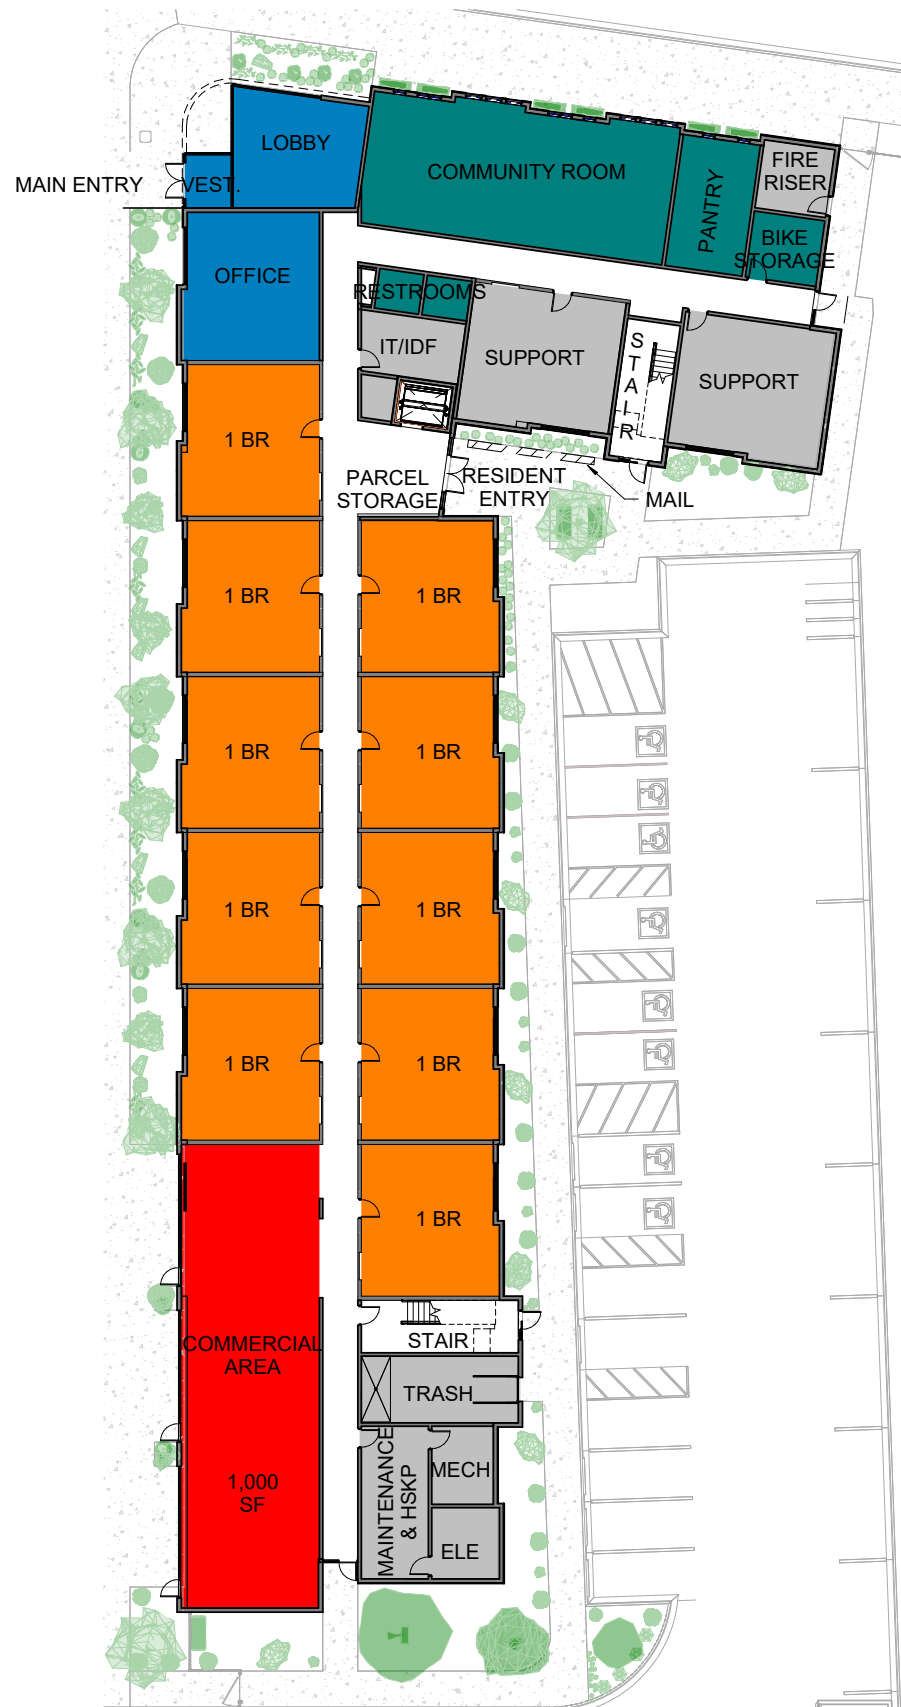 LOBBY
COMMUNITY ROOM
FIRE
RISER
MAIN ENTRY
VEST.
PANTRY
BIKE
STORAGE
OFFICE
RESTROOMS
IT/IDF
SUPPORT
STAIR
SUPPORT
1 BR
PARCEL
STORAGE
RESIDENT
ENTRY
MAIL
1 BR
1 BR
1 BR
1 BR
1 BR
1 BR
1 BR
1 BR
1 BR
COMMERCIAL
AREA
STAIR
TRASH
1,000
SF
MAINTENANCE
& HSKP
MECH
ELE